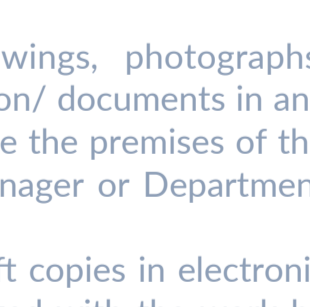 wings, photographs
on/ documents in an
e the premises of th
nager or Departmen
ft copies in electroni